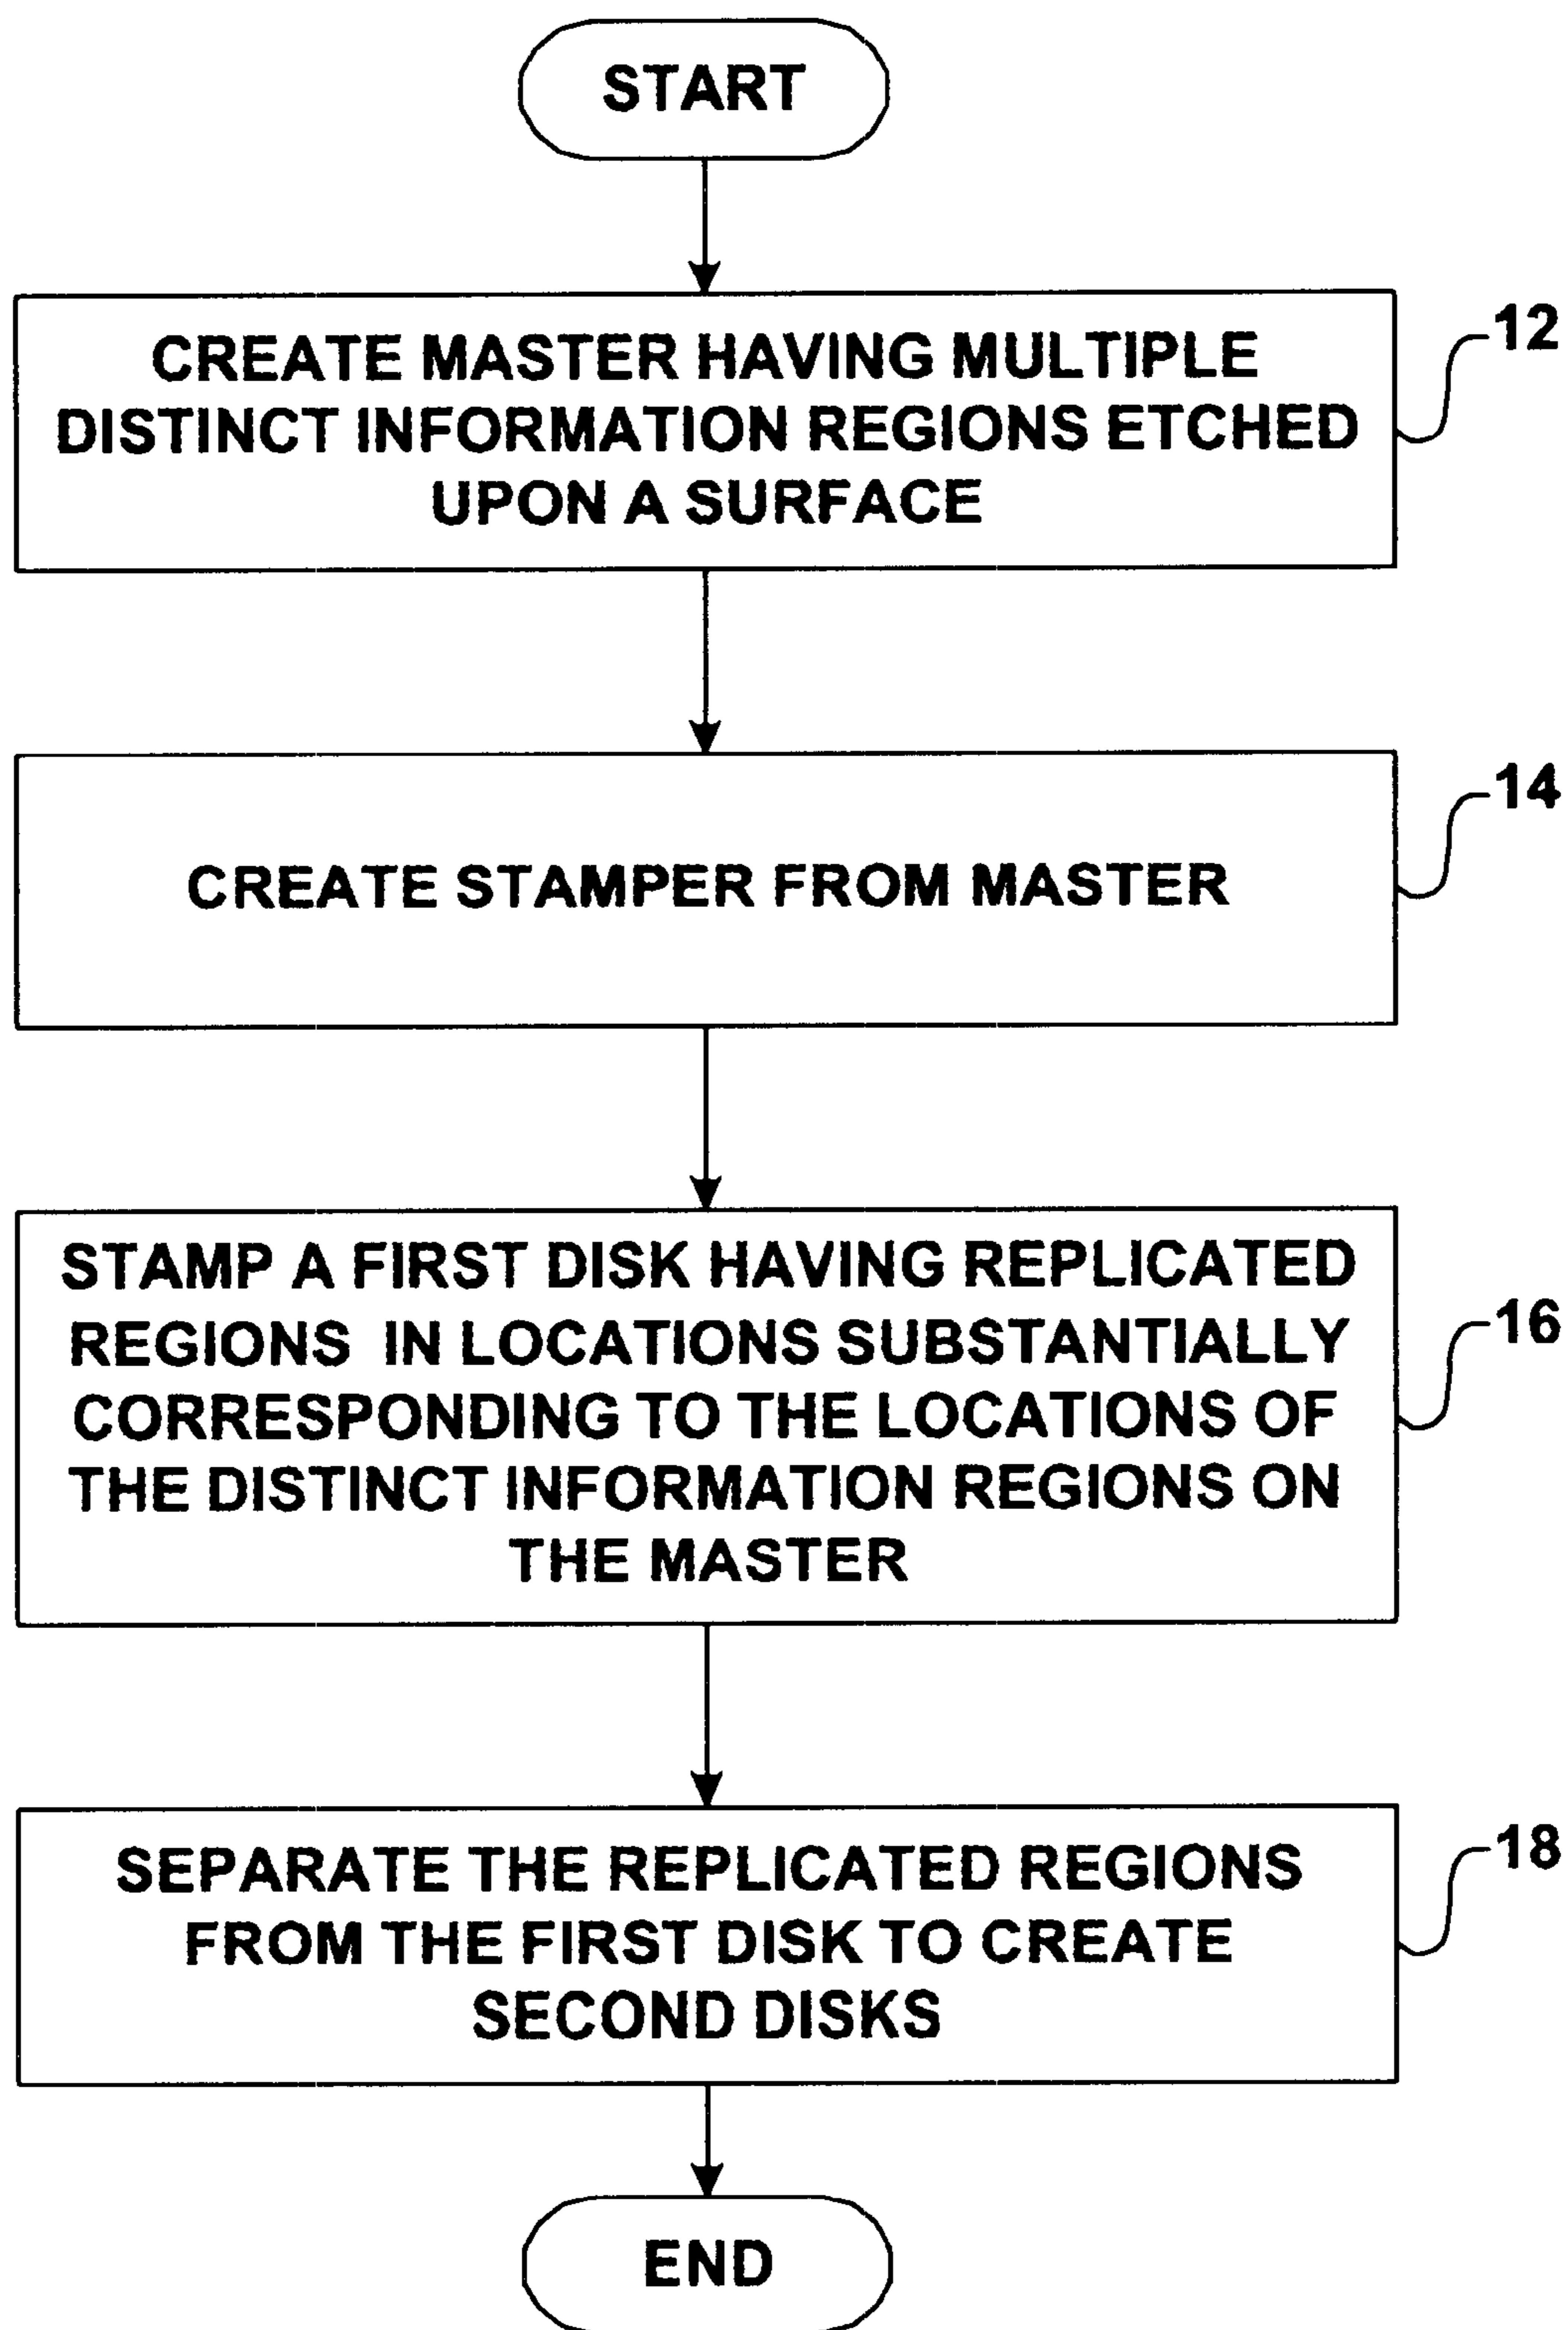 START
CREATE MASTER HAVING MULTIPLE
DISTINCT INFORMATION REGIONS ETCHED
UPON A SURFACE
12
CREATE STAMPER FROM MASTER
14
STAMP A FIRST DISK HAVING REPLICATED
REGIONS IN LOCATIONS SUBSTANTIALLY
CORRESPONDING TO THE LOCATIONS OF
THE DISTINCT INFORMATION REGIONS ON
THE MASTER
16
SEPARATE THE REPLICATED REGIONS
FROM THE FIRST DISK TO CREATE
SECOND DISKS
18
END